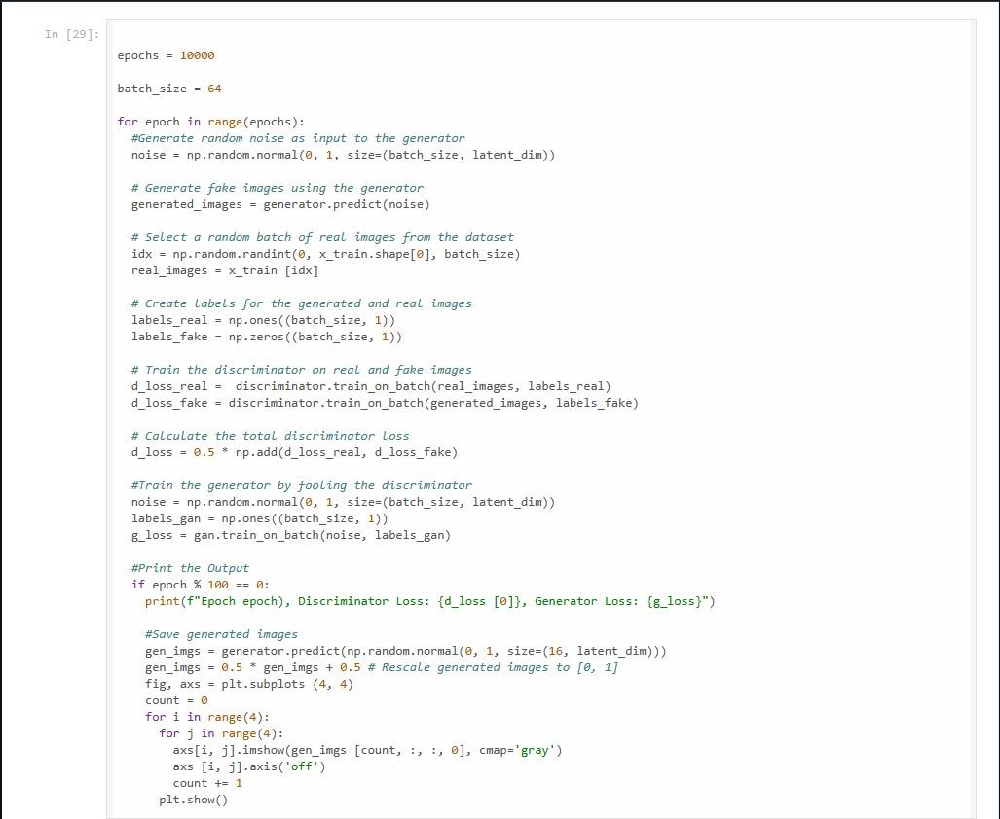 In [29]:
epochs = 10000
batch_size = 64
for epoch in range(epochs):
#Generate random noise as input to the generator
noise = np.random.normal(0, 1, size=(batch_size, latent_dim))
# Generate fake images using the generator
generated_images = generator.predict(noise)
# Select a random batch of real images from the dataset
idx = np.random.randint(0, x_train.shape[0], batch_size)
real_images = x_train [idx]
# Create labels for the generated and real images
labels_real = np.ones((batch_size, 1))
labels_fake = np.zeros((batch_size, 1))
# Train the discriminator on real and fake images
d_loss_real =  discriminator.train_on_batch(real_images, labels_real)
d_loss_fake = discriminator.train_on_batch(generated_images, labels_fake)
# Calculate the total discriminator loss
d_loss = 0.5 * np.add(d_loss_real, d_loss_fake)
#Train the generator by fooling the discriminator
noise = np.random.normal(0, 1, size=(batch_size, latent_dim))
labels_gan = np.ones((batch_size, 1))
g_loss = gan.train_on_batch(noise, labels_gan)
#Print the Output
if epoch % 100 == 0:
print(f"Epoch epoch), Discriminator Loss: {d_loss [0]}, Generator Loss: {g_loss}")
#Save generated images
gen_imgs = generator.predict(np.random.normal(0, 1, size=(16, latent_dim)))
gen_imgs = 0.5 * gen_imgs + 0.5 # Rescale generated images to [0, 1]
fig, axs = plt.subplots (4, 4)
count = 0
for i in range(4):
for j in range(4):
axs[i, j].imshow(gen_imgs [count, :, :, 0], cmap='gray')
axs [i, j].axis('off')
count += 1
plt.show()